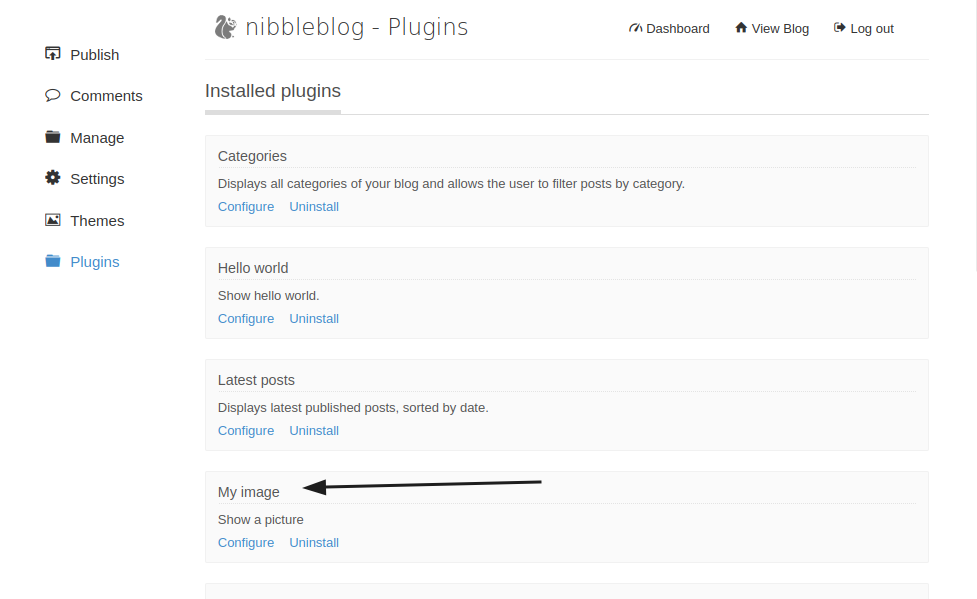 nibbleblog - Plugins
Dashboard View Blog Log out
Publish
Comments
Manage
Settings
Themes
Plugins
Installed plugins
Categories
Displays all categories of your blog and allows the user to filter posts by category.
Configure Uninstall
Hello world
Show hello world.
Configure Uninstall
Latest posts
Displays latest published posts, sorted by date.
Configure Uninstall
My image
Show a picture
Configure Uninstall